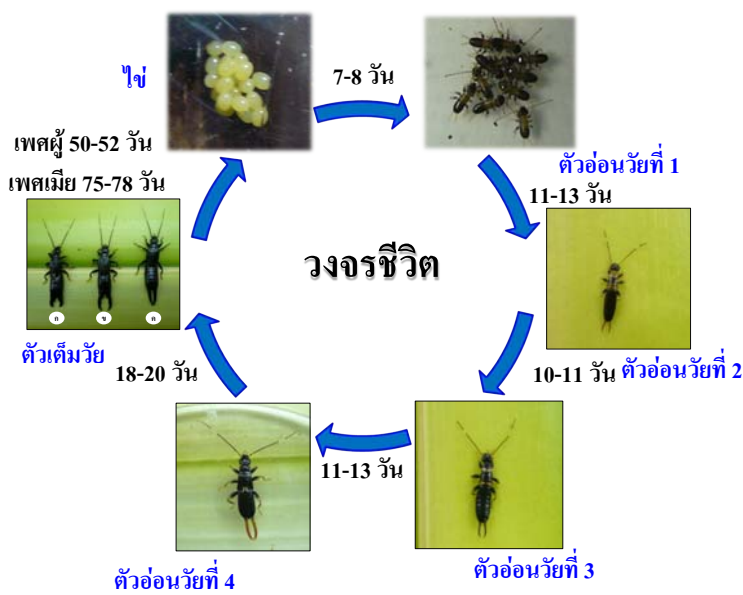 ไข่
7-8 วัน
ตัวอ่อนวัยที่ 1
11-13 วัน
ตัวอ่อนวัยที่ 2
10-11 วัน
ตัวอ่อนวัยที่ 3
11-13 วัน
ตัวอ่อนวัยที่ 4
18-20 วัน
ตัวเต็มวัย
ก ข ค
เพศผู้ 50-52 วัน
เพศเมีย 75-78 วัน
วงจรชีวิต